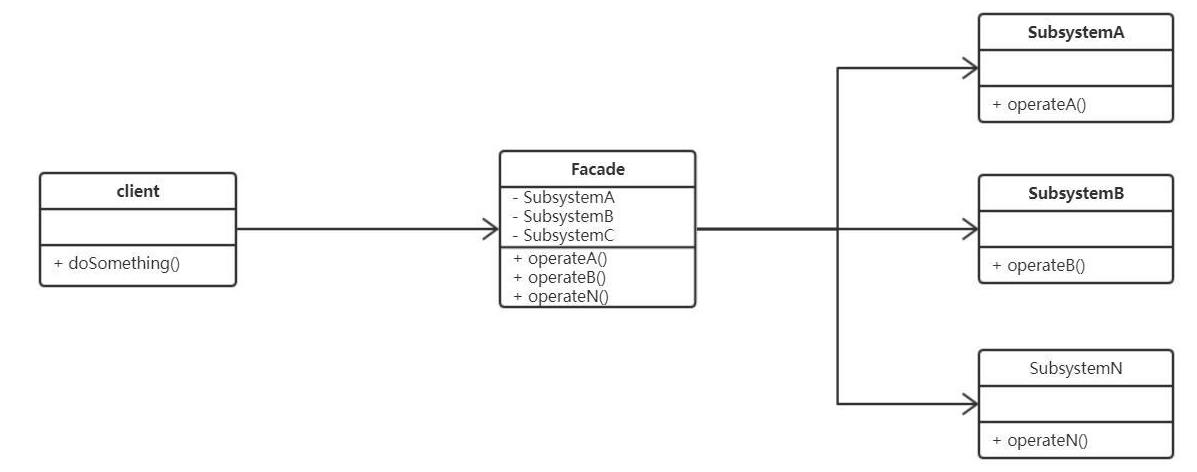 client
+ doSomething()
Facade
- SubsystemA
- SubsystemB
- SubsystemC
+ operateA()
+ operateB()
+ operateN()
SubsystemA
+ operateA()
SubsystemB
+ operateB()
SubsystemN
+ operateN()